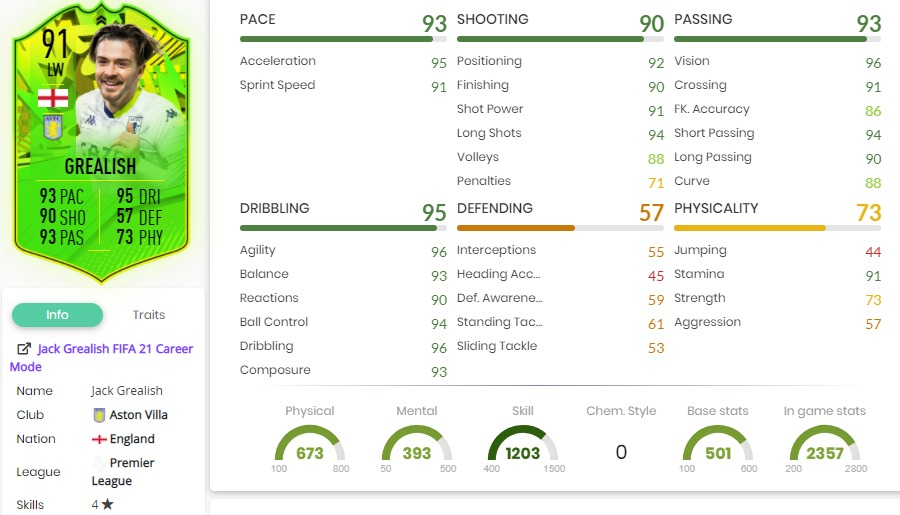 91
LW
AVFC
GREALISH
93 PAC 95 DRI
90 SHO 57 DEF
93 PAS 73 PHY
Info Traits
Jack Grealish FIFA 21 Career
Mode
Name Jack Grealish
Club Aston Villa
Nation England
League Premier
League
Skills 4★
PACE 93
Acceleration 95
Sprint Speed 91
SHOOTING 90
Positioning 92
Finishing 90
Shot Power 91
Long Shots 94
Volleys 88
Penalties 71
PASSING 93
Vision 96
Crossing 91
FK. Accuracy 86
Short Passing 94
Long Passing 90
Curve 88
DRIBBLING 95
Agility 96
Balance 93
Reactions 90
Ball Control 94
Dribbling 96
Composure 93
DEFENDING 57
Interceptions 55
Heading Acc... 45
Def. Awarene... 59
Standing Tac... 61
Sliding Tackle 53
PHYSICALITY 73
Jumping 44
Stamina 91
Strength 73
Aggression 57
Physical Mental Skill Chem. Style Base stats In game stats
673 393 1203 0 501 2357
100 800 50 500 400 1500 100 600 200 2800